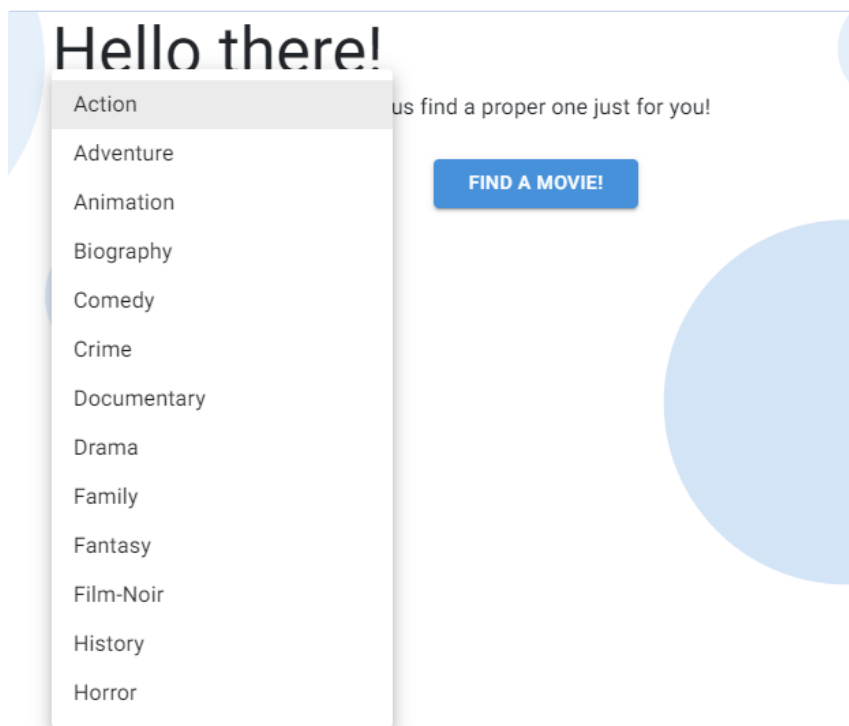 Hello there!
us find a proper one just for you!
FIND A MOVIE!
Action
Adventure
Animation
Biography
Comedy
Crime
Documentary
Drama
Family
Fantasy
Film-Noir
History
Horror